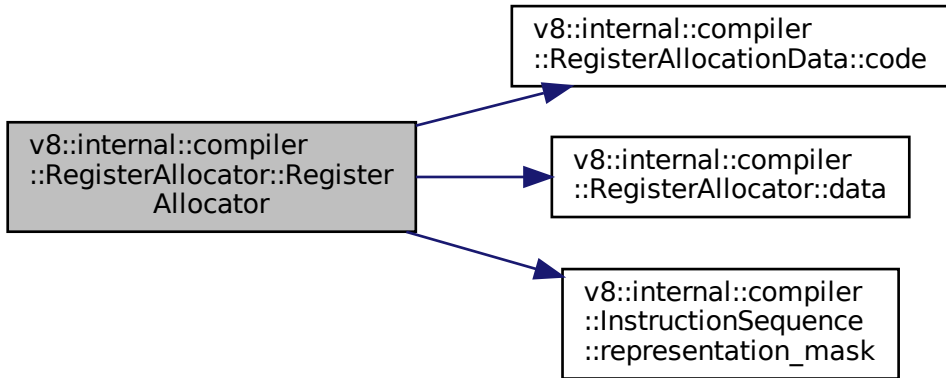 v8::internal::compiler
::RegisterAllocator::Register
Allocator
v8::internal::compiler
::RegisterAllocationData::code
v8::internal::compiler
::RegisterAllocator::data
v8::internal::compiler
::InstructionSequence
::representation_mask